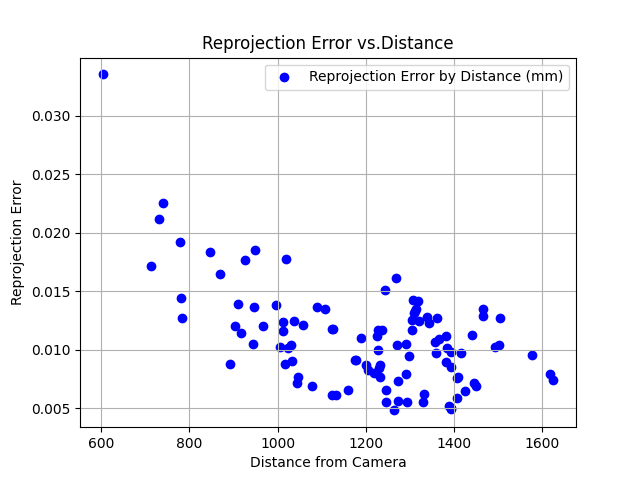 Reprojection Error vs.Distance
Reprojection Error by Distance (mm)
0.030
0.025
0.020
0.015
0.010
0.005
Reprojection Error
600 800 1000 1200 1400 1600
Distance from Camera